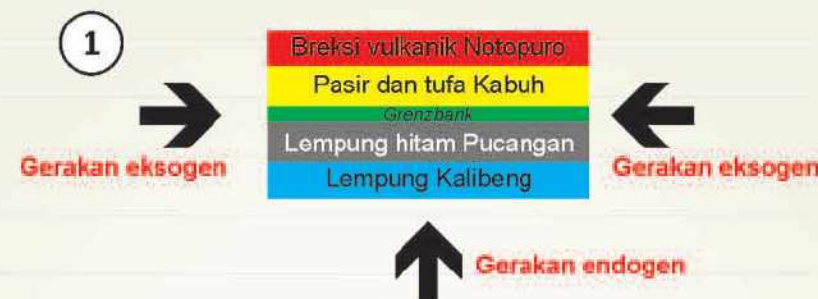 1
Breksi vulkanik Notopuro
Pasir dan tufa Kabuh
Grenzbank
Lempung hitam Pucangan
Lempung Kalibeng
Gerakan eksogen
Gerakan eksogen
Gerakan endogen